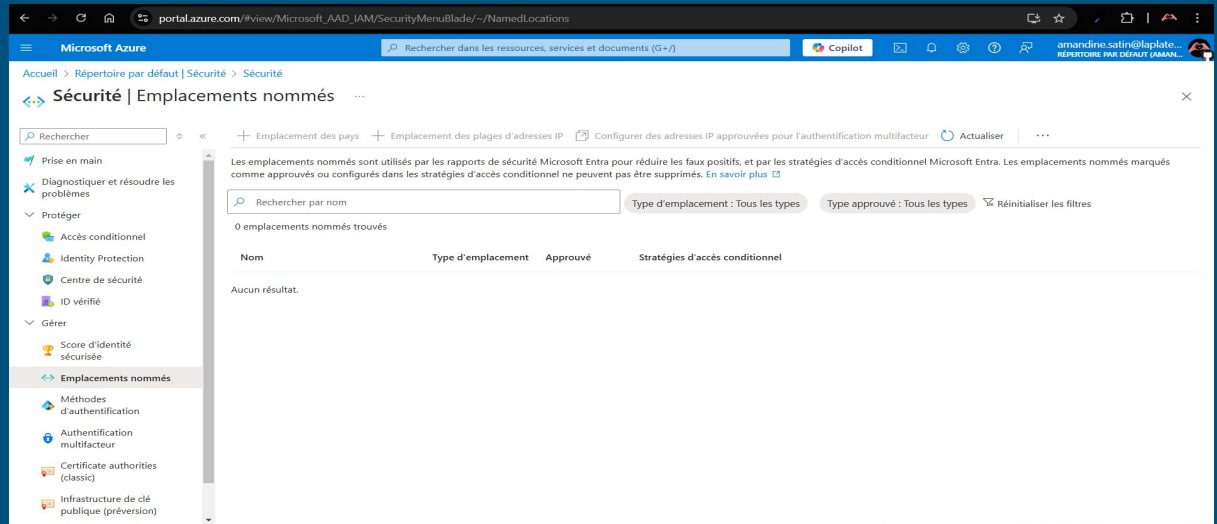 portal.azure.com/#view/Microsoft_AAD_IAM/SecurityMenuBlade/~/NamedLocations
Microsoft Azure
Rechercher dans les ressources, services et documents (G+/)
Copilot
amandine.satin@laplate...
RÉPERTOIRE PAR DÉFAUT (AMAN...
Accueil > Répertoire par défaut | Sécurité > Sécurité
Sécurité | Emplacements nommés ...
Rechercher
Emplacement des pays
Emplacement des plages d'adresses IP
Configurer des adresses IP approuvées pour l'authentification multifacteur
Actualiser
...
Prise en main
Diagnostiquer et résoudre les
problèmes
Protéger
Accès conditionnel
Identity Protection
Centre de sécurité
ID vérifié
Gérer
Score d'identité
sécurisée
Emplacements nommés
Méthodes
d'authentification
Authentification
multifacteur
Certificate authorities
(classic)
Infrastructure de clé
publique (préversion)
Les emplacements nommés sont utilisés par les rapports de sécurité Microsoft Entra pour réduire les faux positifs, et par les stratégies d'accès conditionnel Microsoft Entra. Les emplacements nommés marqués
comme approuvés ou configurés dans les stratégies d'accès conditionnel ne peuvent pas être supprimés. En savoir plus
Rechercher par nom
Type d'emplacement : Tous les types
Type approuvé : Tous les types
Réinitialiser les filtres
0 emplacements nommés trouvés
Nom
Type d'emplacement
Approuvé
Stratégies d'accès conditionnel
Aucun résultat.